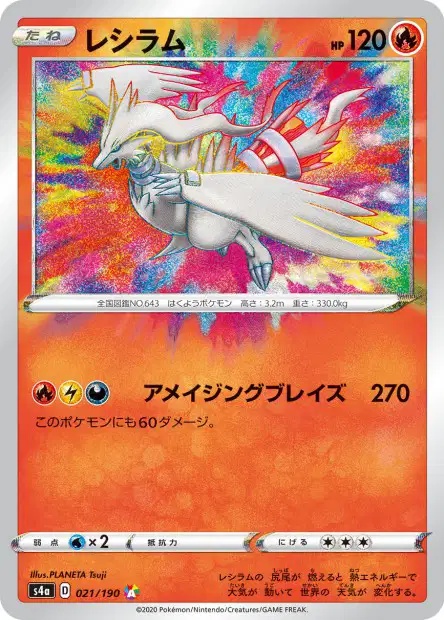 たね レシラム HP 120
全国図鑑NO.643 はくようポケモン 高さ：3.2m 重さ：330.0kg
アメイジングブレイズ 270
このポケモンにも60ダメージ。
弱点 ×2 抵抗力 にげる
Illus.PLANETA Tsuji
s4a D 021/190
レシラムの 尻尾が 燃えると 熱エネルギーで
大気が 動いて 世界の 天気が 変化する。
©2020 Pokémon/Nintendo/Creatures/GAME FREAK.